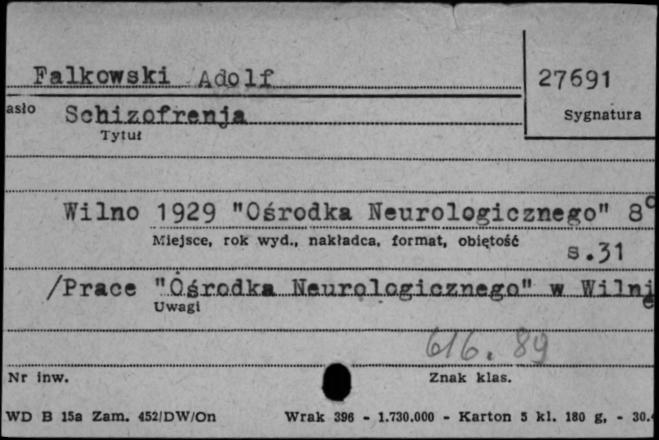 Falkowski Adolf
27691
asło Schizofrenja
Sygnatura
Tytuł
Wilno 1929 "Ośrodka Neurologicznego" 8°
Miejsce, rok wyd., nakładca, format, obiętość
s.31
/Prace "Ośrodka Neurologicznego" w Wilni
e
Uwagi
616.89
Nr inw.
Znak klas.
WD B 15a Zam. 452/DW/On Wrak 396 - 1.730.000 - Karton 5 kl. 180 g, - 30.